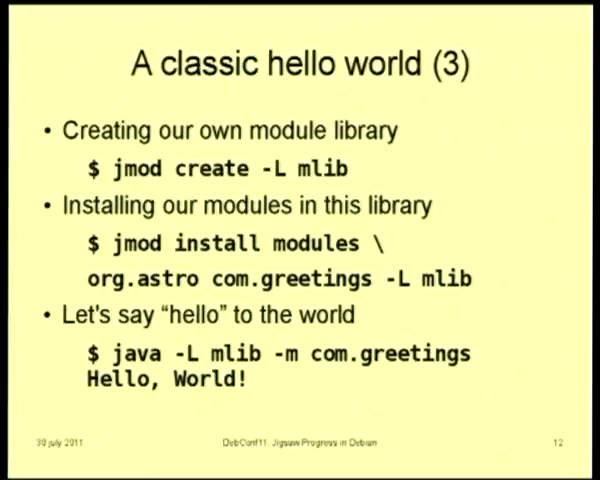 A classic hello world (3)
• Creating our own module library
$ jmod create -L mlib
• Installing our modules in this library
$ jmod install modules \
org.astro com.greetings -L mlib
• Let's say “hello” to the world
$ java -L mlib -m com.greetings
Hello, World!
30 july 2011 DebConf11, Jigsaw Progress in Debian 12